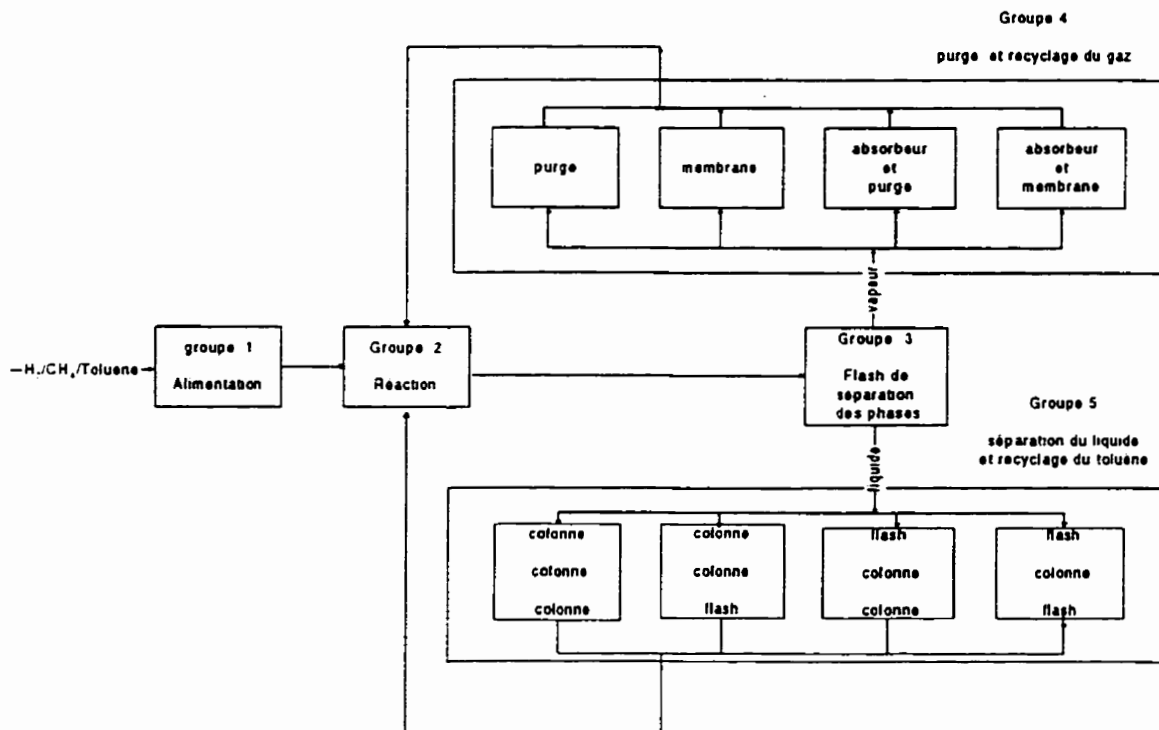 Groupe 4
purge et recyclage du gaz
purge
membrane
absorbeur
et
purge
absorbeur
et
membrane
vapeur
H₂/CH₄/Toluene
groupe 1
Alimentation
Groupe 2
Réaction
Groupe 3
Flash de
séparation
des phases
Groupe 5
séparation du liquide
et recyclage du toluène
liquide
colonne
colonne
colonne
colonne
colonne
flash
flash
colonne
colonne
flash
colonne
flash